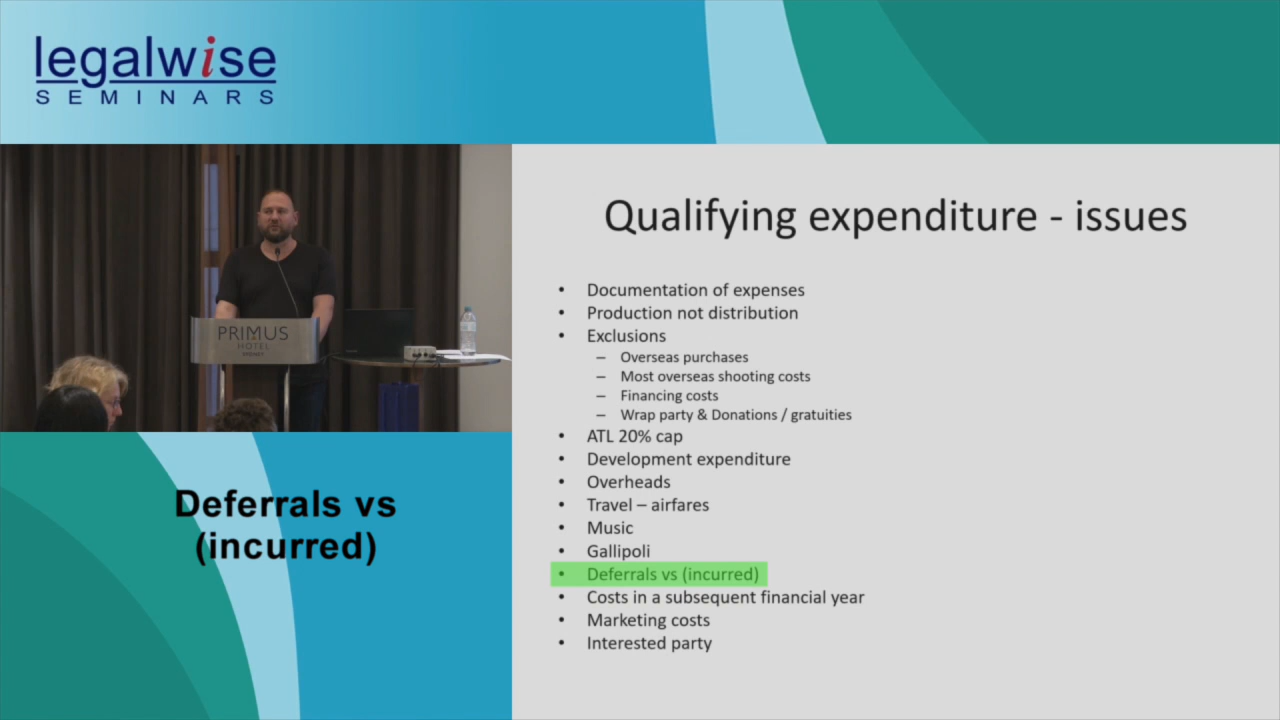 legalwise
SEMINARS
PRIMUS
HOTEL
SYDNEY
Deferrals vs
(incurred)
Qualifying expenditure - issues
• Documentation of expenses
• Production not distribution
• Exclusions
– Overseas purchases
– Most overseas shooting costs
– Financing costs
– Wrap party & Donations / gratuities
• ATL 20% cap
• Development expenditure
• Overheads
• Travel – airfares
• Music
• Gallipoli
• Deferrals vs (incurred)
• Costs in a subsequent financial year
• Marketing costs
• Interested party